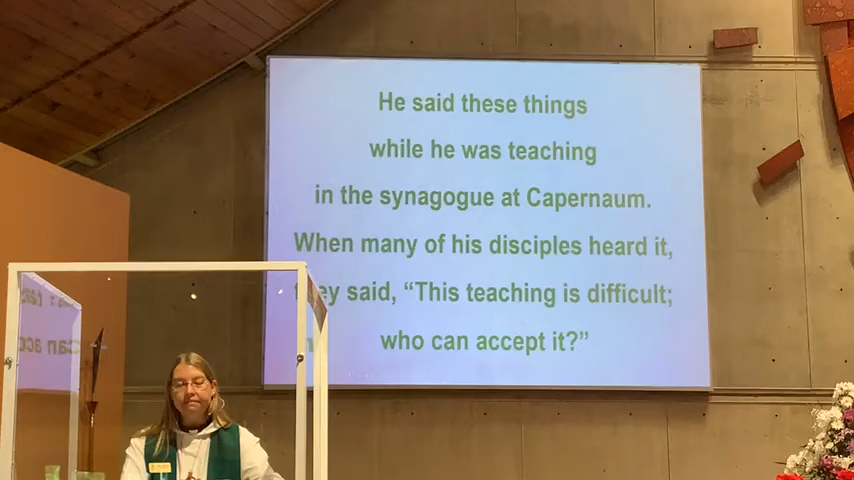 He said these things
while he was teaching
in the synagogue at Capernaum.
When many of his disciples heard it,
they said, “This teaching is difficult;
who can accept it?”